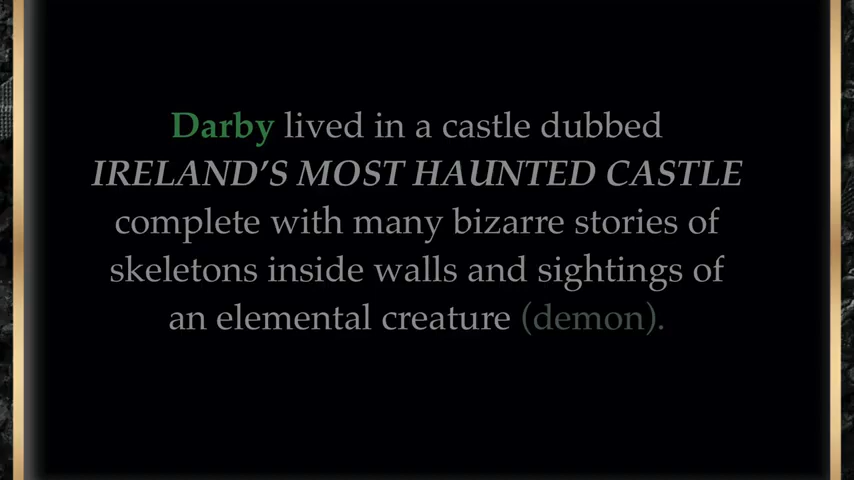 Darby lived in a castle dubbed
IRELAND'S MOST HAUNTED CASTLE
complete with many bizarre stories of
skeletons inside walls and sightings of
an elemental creature (demon).